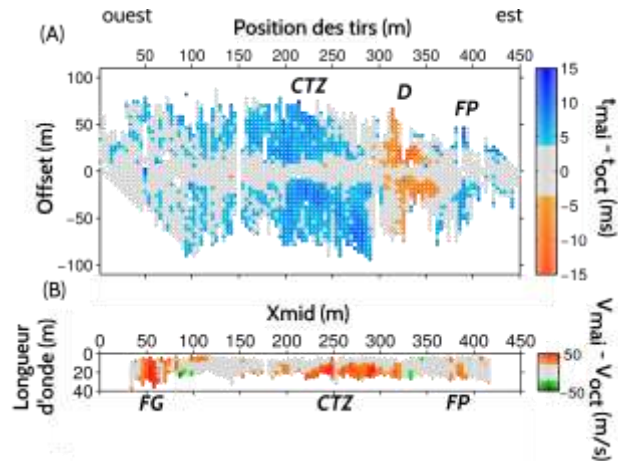 ouest
est
(A)
Position des tirs (m)
0 50 100 150 200 250 300 350 400 450
CTZ
D
FP
100
50
0
−50
−100
Offset (m)
15
10
5
0
−5
−10
−15
t_mai - t_oct (ms)
(B)
Xmid (m)
0 50 100 150 200 250 300 350 400 450
0
20
40
Longueur
d'onde (m)
FG
CTZ
FP
50
0
−50
V_mai - V_oct
(m/s)